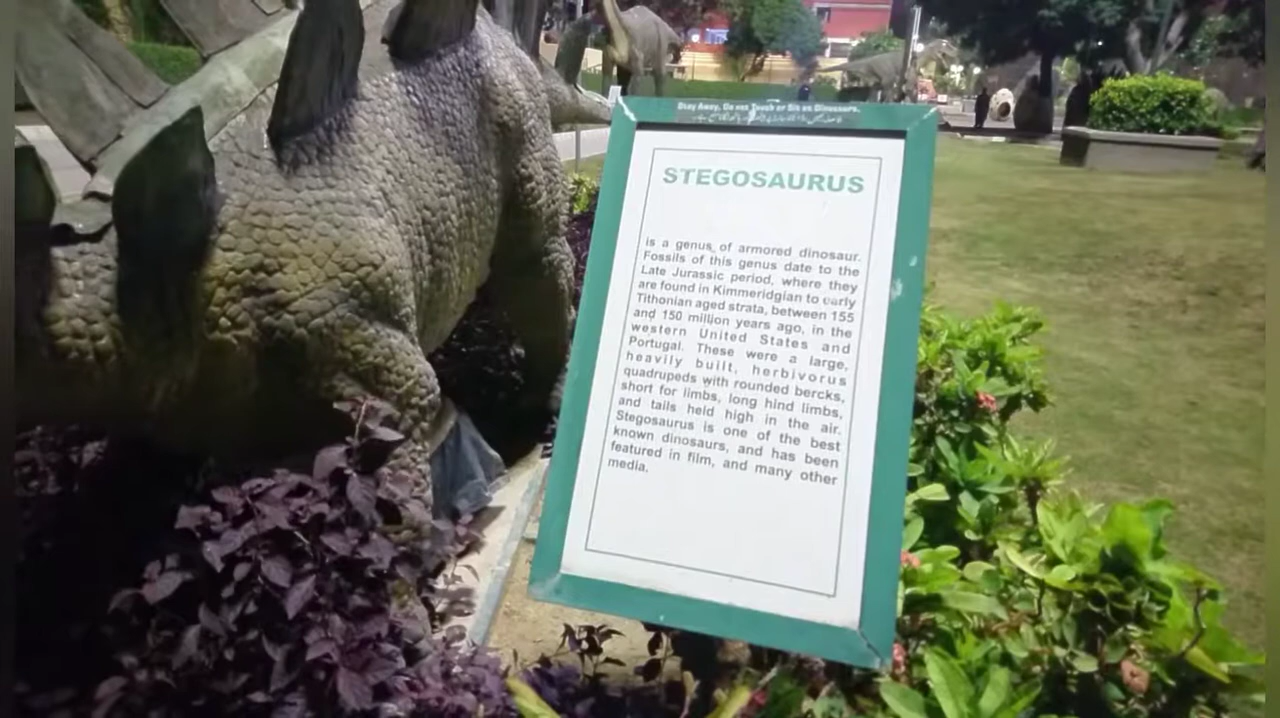 Stay Away, Do not Touch or Sit on Dinosaurs.
STEGOSAURUS
is a genus of armored dinosaur.
Fossils of this genus date to the
Late Jurassic period, where they
are found in Kimmeridgian to early
Tithonian aged strata, between 155
and 150 million years ago, in the
western United States and
Portugal. These were a large,
heavily built, herbivorus
quadrupeds with rounded bercks,
short for limbs, long hind limbs,
and tails held high in the air.
Stegosaurus is one of the best
known dinosaurs, and has been
featured in film, and many other
media.